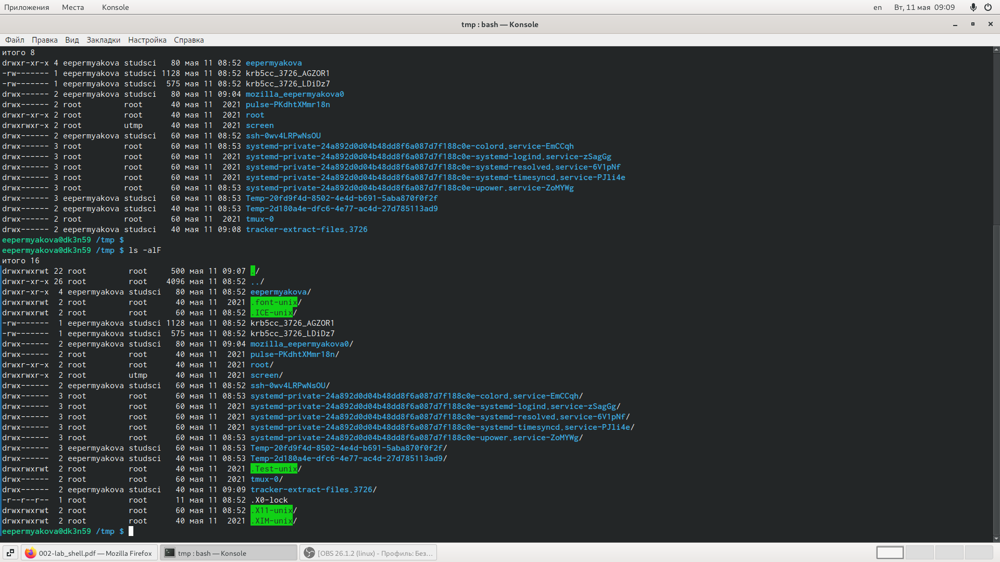 Приложения Места Konsole en Вт, 11 мая 09:09
tmp : bash — Konsole
Файл Правка Вид Закладки Настройка Справка
итого 8
drwxr-xr-x 4 eepermyakova studsci   80 мая 11 08:52 eepermyakova
-rw------- 1 eepermyakova studsci 1128 мая 11 08:52 krb5cc_3726_AGZOR1
-rw------- 1 eepermyakova studsci  575 мая 11 08:52 krb5cc_3726_LDiDz7
drwx------ 2 eepermyakova studsci   80 мая 11 09:04 mozilla_eepermyakova0
drwx------ 2 root         root      40 мая 11  2021 pulse-PKdhtXMmr18n
drwxr-xr-x 2 root         root      40 мая 11  2021 root
drwxrwxr-x 2 root         utmp      40 мая 11  2021 screen
drwx------ 2 eepermyakova studsci   60 мая 11 08:52 ssh-0wv4LRPwNsOU
drwx------ 3 root         root      60 мая 11 08:53 systemd-private-24a892d0d04b48dd8f6a087d7f188c0e-colord.service-EmCCqh
drwx------ 3 root         root      60 мая 11  2021 systemd-private-24a892d0d04b48dd8f6a087d7f188c0e-systemd-logind.service-zSagGg
drwx------ 3 root         root      60 мая 11  2021 systemd-private-24a892d0d04b48dd8f6a087d7f188c0e-systemd-resolved.service-6V1pNf
drwx------ 3 root         root      60 мая 11  2021 systemd-private-24a892d0d04b48dd8f6a087d7f188c0e-systemd-timesyncd.service-PJli4e
drwx------ 3 root         root      60 мая 11 08:53 systemd-private-24a892d0d04b48dd8f6a087d7f188c0e-upower.service-ZoMYWg
drwx------ 3 eepermyakova studsci   60 мая 11 08:53 Temp-20fd9f4d-8502-4e4d-b691-5aba870f0f2f
drwx------ 2 eepermyakova studsci   40 мая 11 08:53 Temp-2d180a4e-dfc6-4e77-ac4d-27d785113ad9
drwx------ 2 root         root      60 мая 11  2021 tmux-0
drwx------ 2 eepermyakova studsci   40 мая 11 09:08 tracker-extract-files.3726
eepermyakova@dk3n59 /tmp $
eepermyakova@dk3n59 /tmp $ ls -alF
итого 16
drwxrwxrwt 22 root         root     500 мая 11 09:07 ./
drwxr-xr-x 26 root         root    4096 мая 11 08:52 ../
drwxr-xr-x  4 eepermyakova studsci   80 мая 11 08:52 eepermyakova/
drwxrwxrwt  2 root         root      40 мая 11  2021 .font-unix/
drwxrwxrwt  2 root         root      60 мая 11 08:52 .ICE-unix/
-rw-------  1 eepermyakova studsci 1128 мая 11 08:52 krb5cc_3726_AGZOR1
-rw-------  1 eepermyakova studsci  575 мая 11 08:52 krb5cc_3726_LDiDz7
drwx------  2 eepermyakova studsci   80 мая 11 09:04 mozilla_eepermyakova0/
drwx------  2 root         root      40 мая 11  2021 pulse-PKdhtXMmr18n/
drwxr-xr-x  2 root         root      40 мая 11  2021 root/
drwxrwxr-x  2 root         utmp      40 мая 11  2021 screen/
drwx------  2 eepermyakova studsci   60 мая 11 08:52 ssh-0wv4LRPwNsOU/
drwx------  3 root         root      60 мая 11 08:53 systemd-private-24a892d0d04b48dd8f6a087d7f188c0e-colord.service-EmCCqh/
drwx------  3 root         root      60 мая 11  2021 systemd-private-24a892d0d04b48dd8f6a087d7f188c0e-systemd-logind.service-zSagGg/
drwx------  3 root         root      60 мая 11  2021 systemd-private-24a892d0d04b48dd8f6a087d7f188c0e-systemd-resolved.service-6V1pNf/
drwx------  3 root         root      60 мая 11  2021 systemd-private-24a892d0d04b48dd8f6a087d7f188c0e-systemd-timesyncd.service-PJli4e/
drwx------  3 root         root      60 мая 11 08:53 systemd-private-24a892d0d04b48dd8f6a087d7f188c0e-upower.service-ZoMYWg/
drwx------  3 eepermyakova studsci   60 мая 11 08:53 Temp-20fd9f4d-8502-4e4d-b691-5aba870f0f2f/
drwx------  2 eepermyakova studsci   40 мая 11 08:53 Temp-2d180a4e-dfc6-4e77-ac4d-27d785113ad9/
drwxrwxrwt  2 root         root      40 мая 11  2021 .Test-unix/
drwx------  2 root         root      60 мая 11  2021 tmux-0/
drwx------  2 eepermyakova studsci   40 мая 11 09:09 tracker-extract-files.3726/
-r--r--r--  1 root         root      11 мая 11 08:52 .X0-lock
drwxrwxrwt  2 root         root      60 мая 11 08:52 .X11-unix/
drwxrwxrwt  2 root         root      40 мая 11  2021 .XIM-unix/
eepermyakova@dk3n59 /tmp $
002-lab_shell.pdf — Mozilla Firefox tmp : bash — Konsole [OBS 26.1.2 (linux) - Профиль: Без…